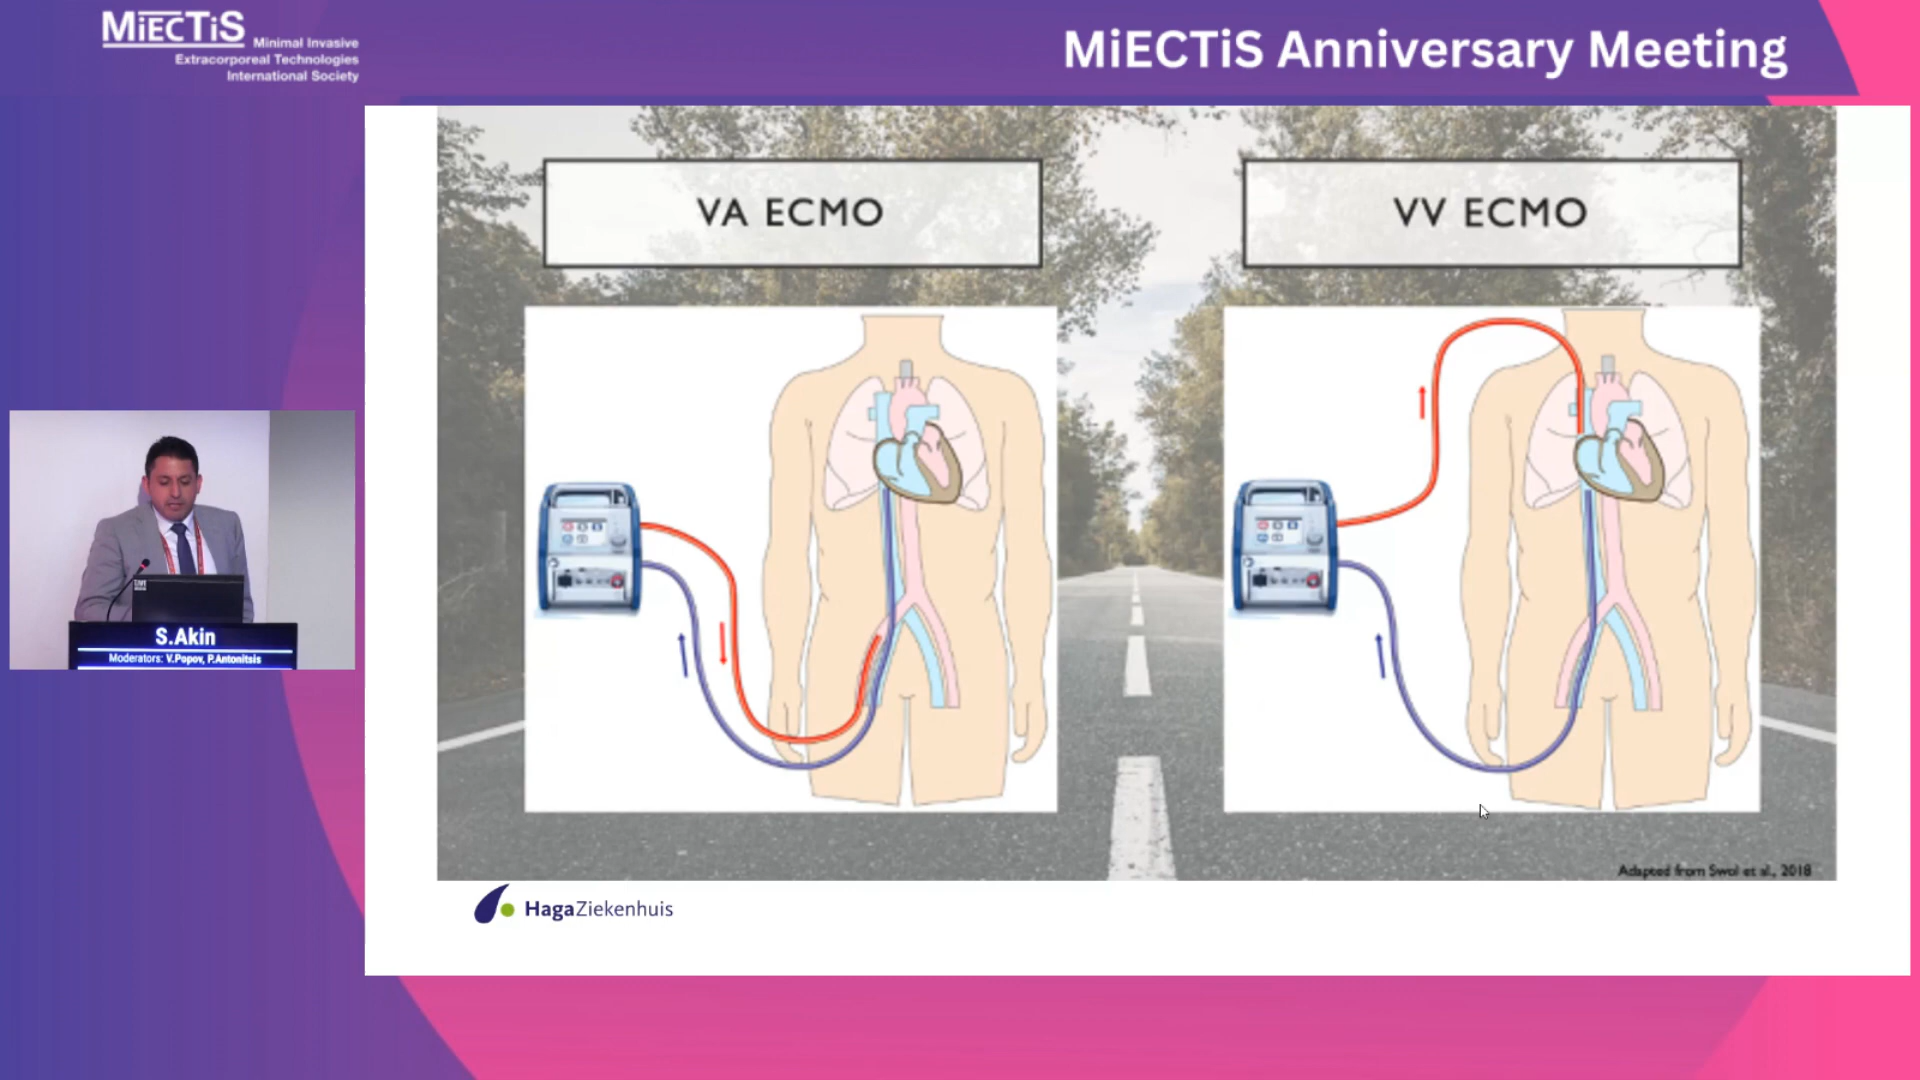 MiECTiS
Minimal Invasive
Extracorporeal Technologies
International Society
MiECTiS Anniversary Meeting
VA ECMO
VV ECMO
S.Akin
Moderators: V.Popov, P.Antonitsis
Adapted from Swol et al., 2018
HagaZiekenhuis